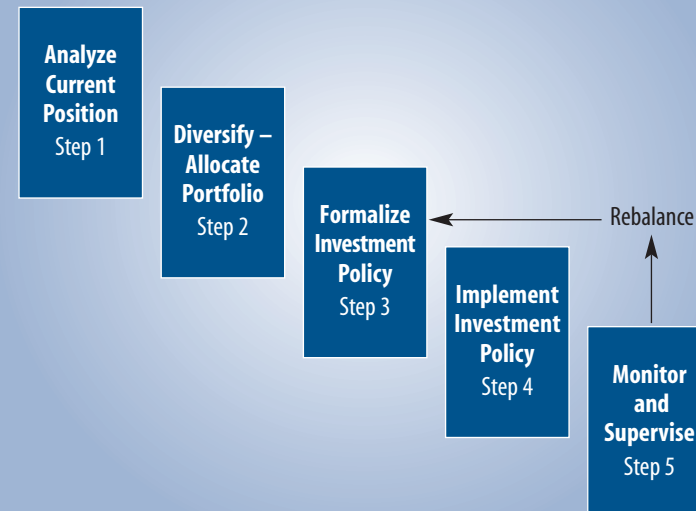 Analyze
Current
Position
Step 1
Diversify –
Allocate
Portfolio
Step 2
Formalize
Investment
Policy
Step 3
Rebalance
Implement
Investment
Policy
Step 4
Monitor
and
Supervise
Step 5